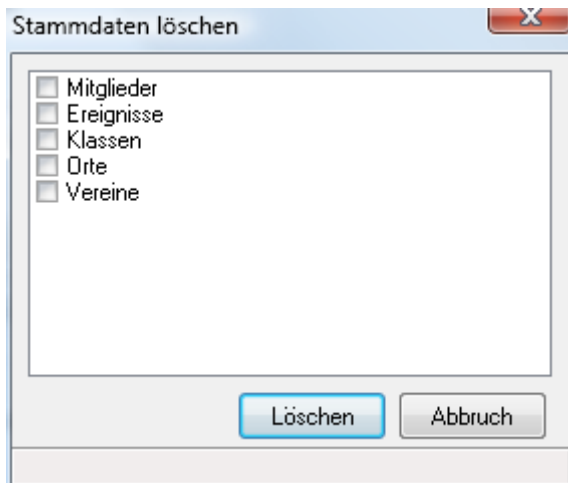 Stammdaten löschen
Mitglieder
Ereignisse
Klassen
Orte
Vereine
Löschen Abbruch